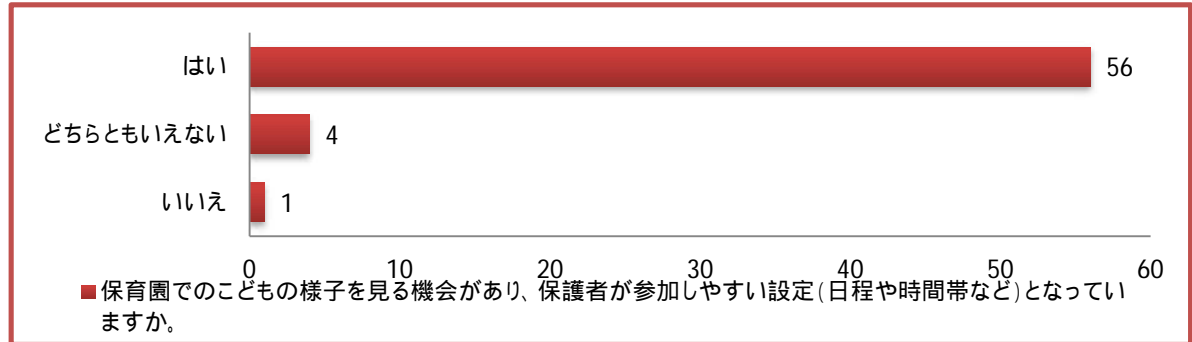 はい 56
どちらともいえない 4
いいえ 1
0 10 20 30 40 50 60
保育園でのこどもの様子を見る機会があり、保護者が参加しやすい設定(日程や時間帯など)となってい
ますか。